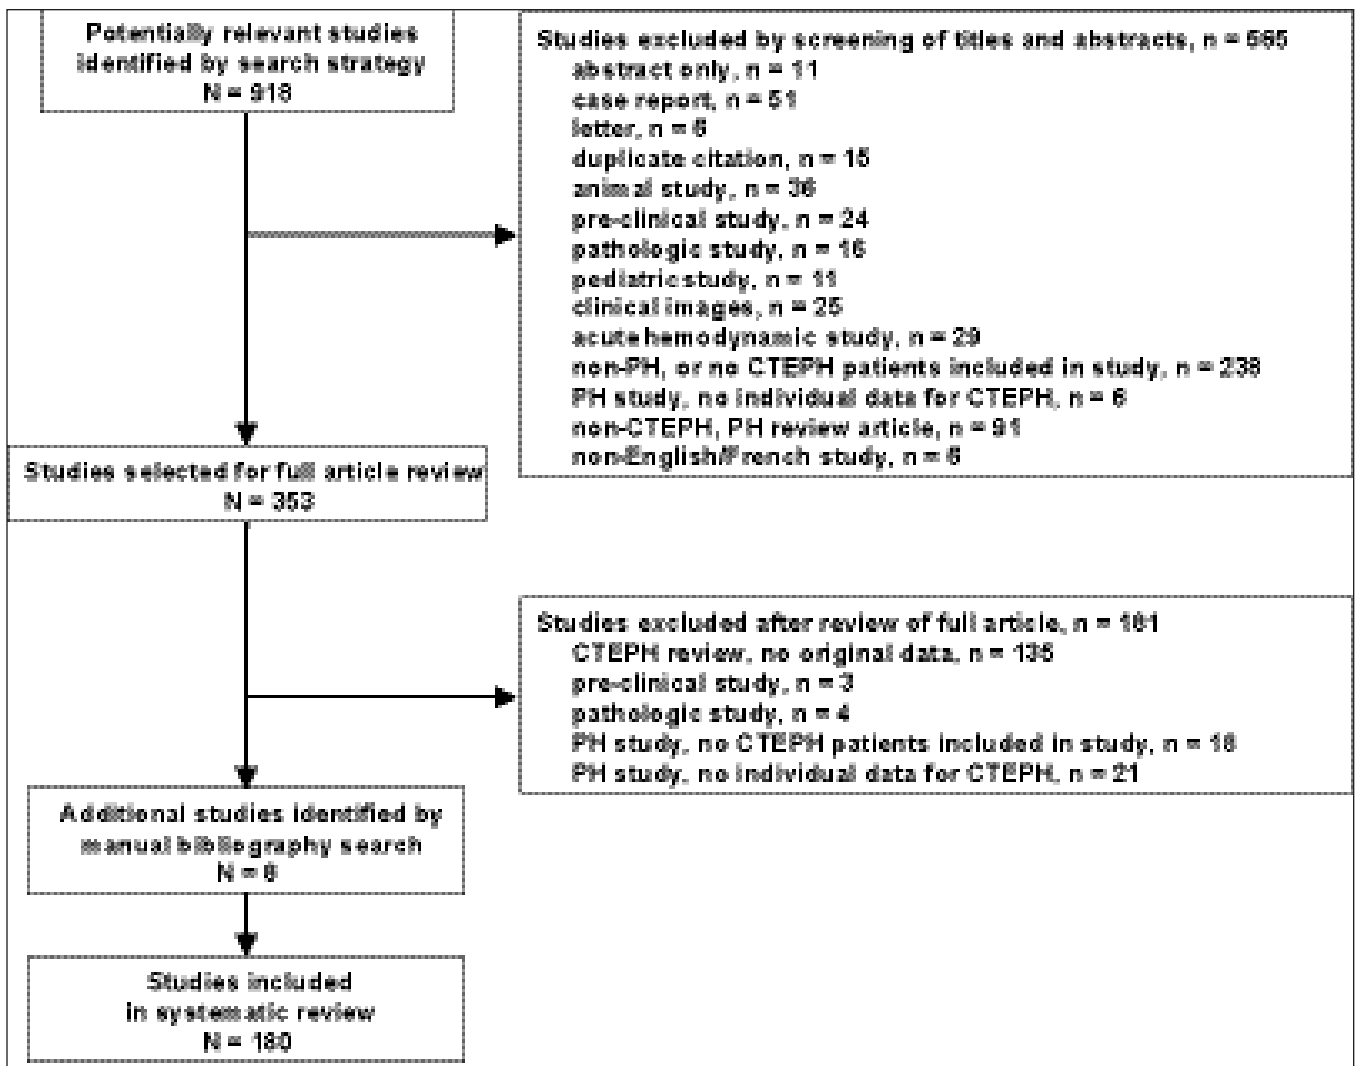 Potentially relevant studies
identified by search strategy
N = 918
Studies excluded by screening of titles and abstracts, n = 565
abstract only, n = 11
case report, n = 51
letter, n = 6
duplicate citation, n = 15
animal study, n = 36
pre-clinical study, n = 24
pathologic study, n = 16
pediatric study, n = 11
clinical images, n = 25
acute hemodynamic study, n = 29
non-PH, or no CTEPH patients included in study, n = 238
PH study, no individual data for CTEPH, n = 6
non-CTEPH, PH review article, n = 91
non-English/French study, n = 6
Studies selected for full article review
N = 353
Studies excluded after review of full article, n = 181
CTEPH review, no original data, n = 135
pre-clinical study, n = 3
pathologic study, n = 4
PH study, no CTEPH patients included in study, n = 18
PH study, no individual data for CTEPH, n = 21
Additional studies identified by
manual bibliography search
N = 8
Studies included
in systematic review
N = 180